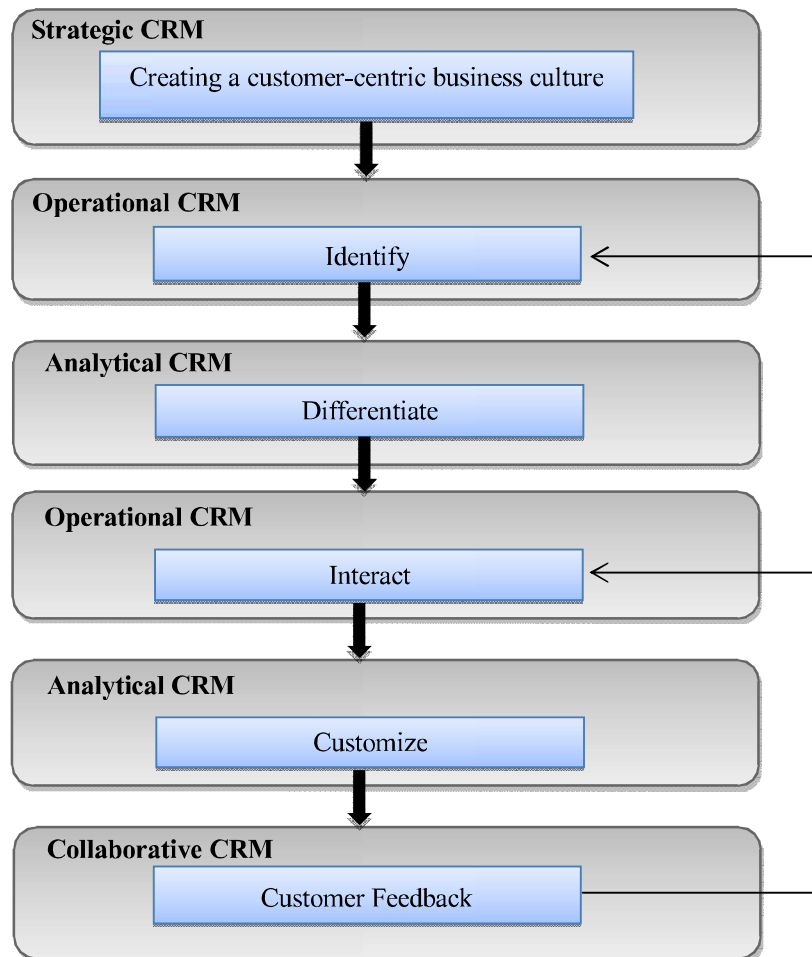 Strategic CRM
Creating a customer-centric business culture
Operational CRM
Identify
Analytical CRM
Differentiate
Operational CRM
Interact
Analytical CRM
Customize
Collaborative CRM
Customer Feedback